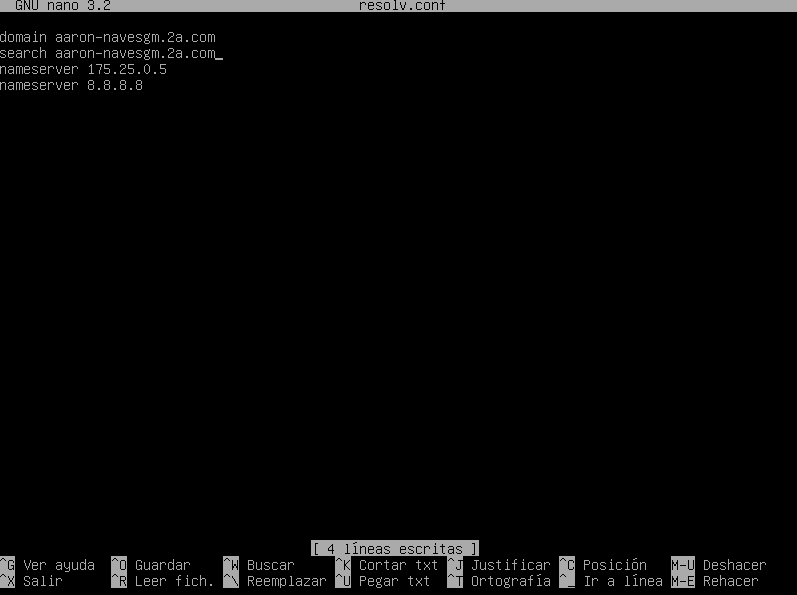 GNU nano 3.2 resolv.conf
domain aaron-navesgm.2a.com
search aaron-navesgm.2a.com_
nameserver 175.25.0.5
nameserver 8.8.8.8
[ 4 líneas escritas ]
^G Ver ayuda ^O Guardar ^W Buscar ^K Cortar txt ^J Justificar ^C Posición M-U Deshacer
^X Salir ^R Leer fich. ^\ Reemplazar ^U Pegar txt ^T Ortografía ^_ Ir a línea M-E Rehacer